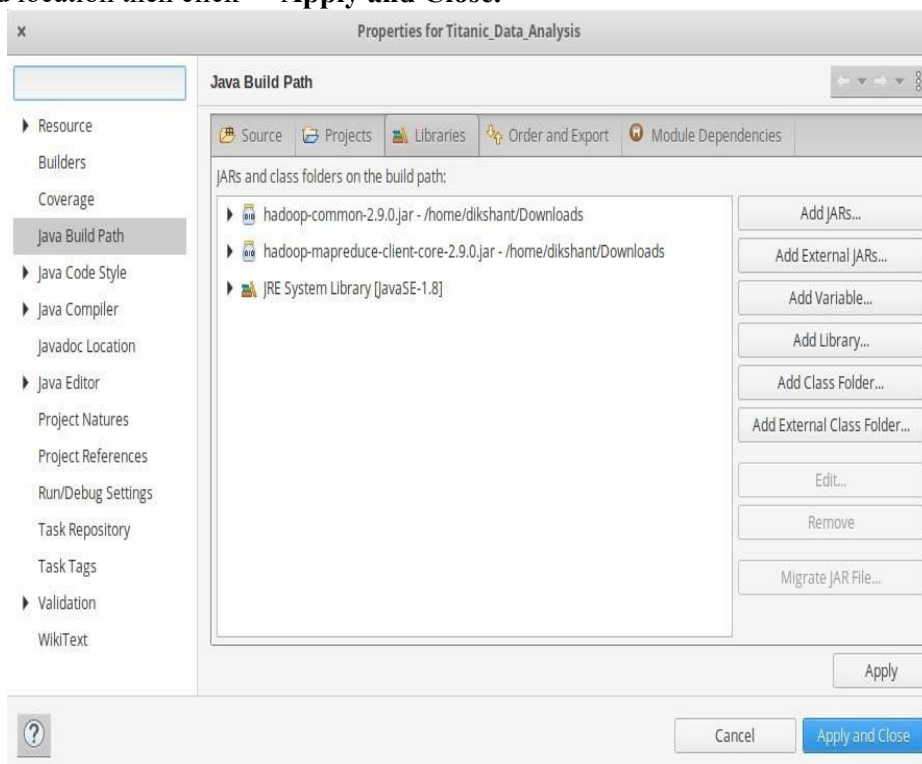 location then click Apply and Close.
Properties for Titanic_Data_Analysis
Java Build Path
Resource
Builders
Coverage
Java Build Path
Java Code Style
Java Compiler
Javadoc Location
Java Editor
Project Natures
Project References
Run/Debug Settings
Task Repository
Task Tags
Validation
WikiText
Source Projects Libraries Order and Export Module Dependencies
JARs and class folders on the build path:
hadoop-common-2.9.0.jar - /home/dikshant/Downloads
hadoop-mapreduce-client-core-2.9.0.jar - /home/dikshant/Downloads
JRE System Library [JavaSE-1.8]
Add JARs...
Add External JARs...
Add Variable...
Add Library...
Add Class Folder...
Add External Class Folder...
Edit...
Remove
Migrate JAR File...
Apply
?
Cancel
Apply and Close